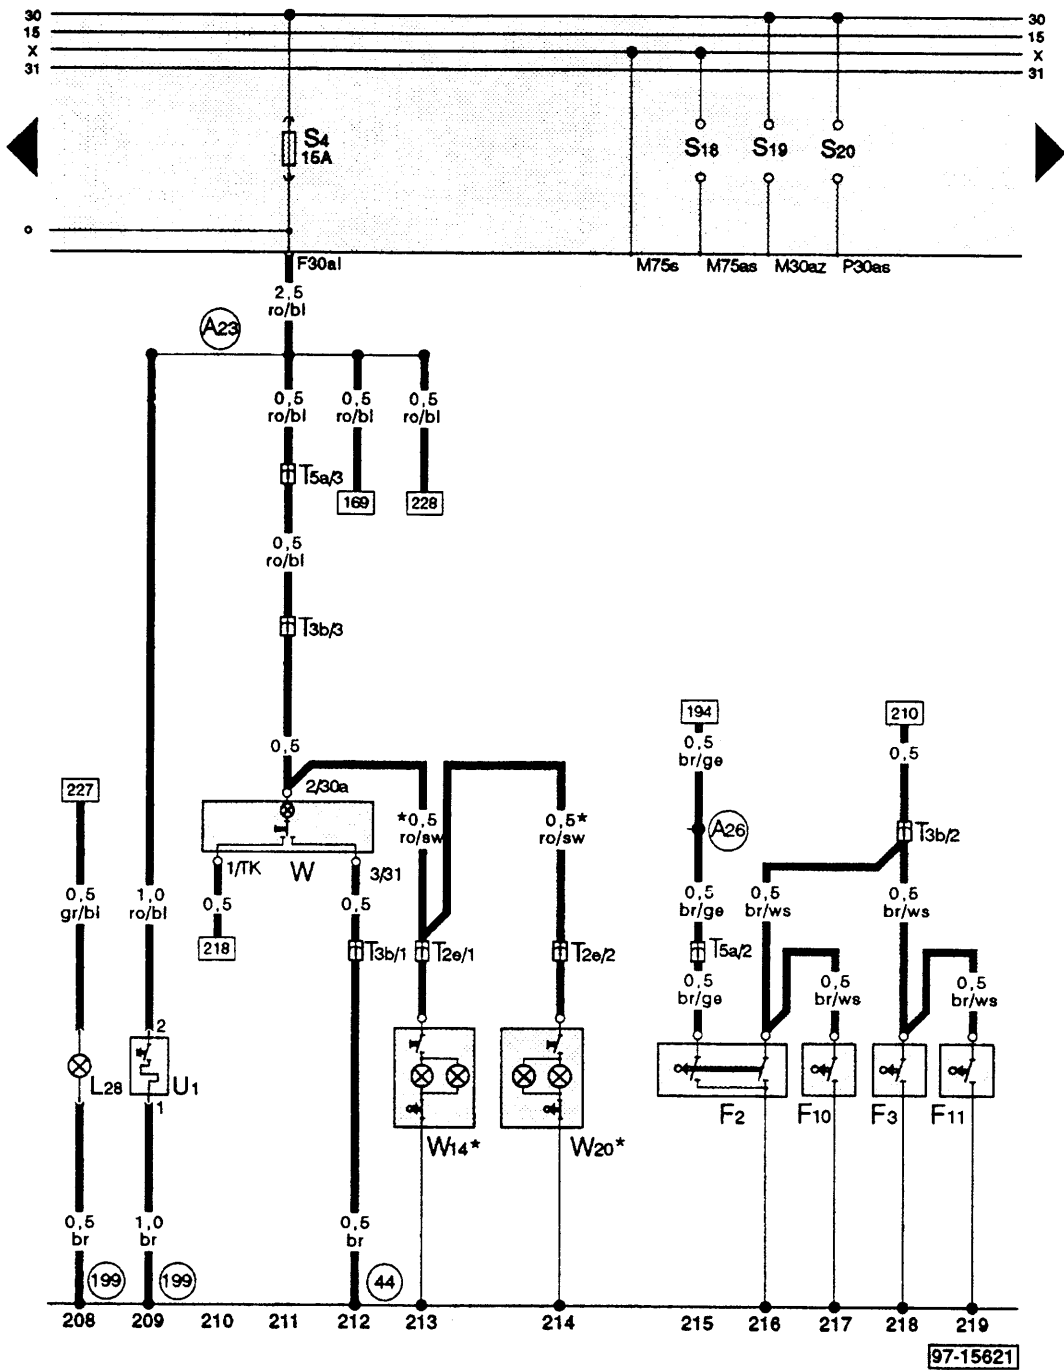 30 30
15 15
X X
31 31
S4
15A
S18 S19 S20
F30al M75s M75as M30az P30as
2,5
ro/bl
A23
0,5 0,5 0,5
ro/bl ro/bl ro/bl
T5a/3
169 228
0,5
ro/bl
T3b/3
194 210
0,5 0,5 0,5
br/ge
227 2/30a
*0,5 0,5*
ro/sw ro/sw
A26 T3b/2
1/TK W 3/31
0,5 1,0 0,5 0,5 0,5 0,5 0,5
gr/bl ro/bl br/ge br/ws br/ws
218 T3b/1 T2e/1 T2e/2 T5a/2
0,5 0,5 0,5
br/ge br/ws br/ws
2
L28 U1
1
F2 F10 F3 F11
W14* W20*
0,5 1,0 0,5
br br br
199 199 44
208 209 210 211 212 213 214 215 216 217 218 219
97-15621